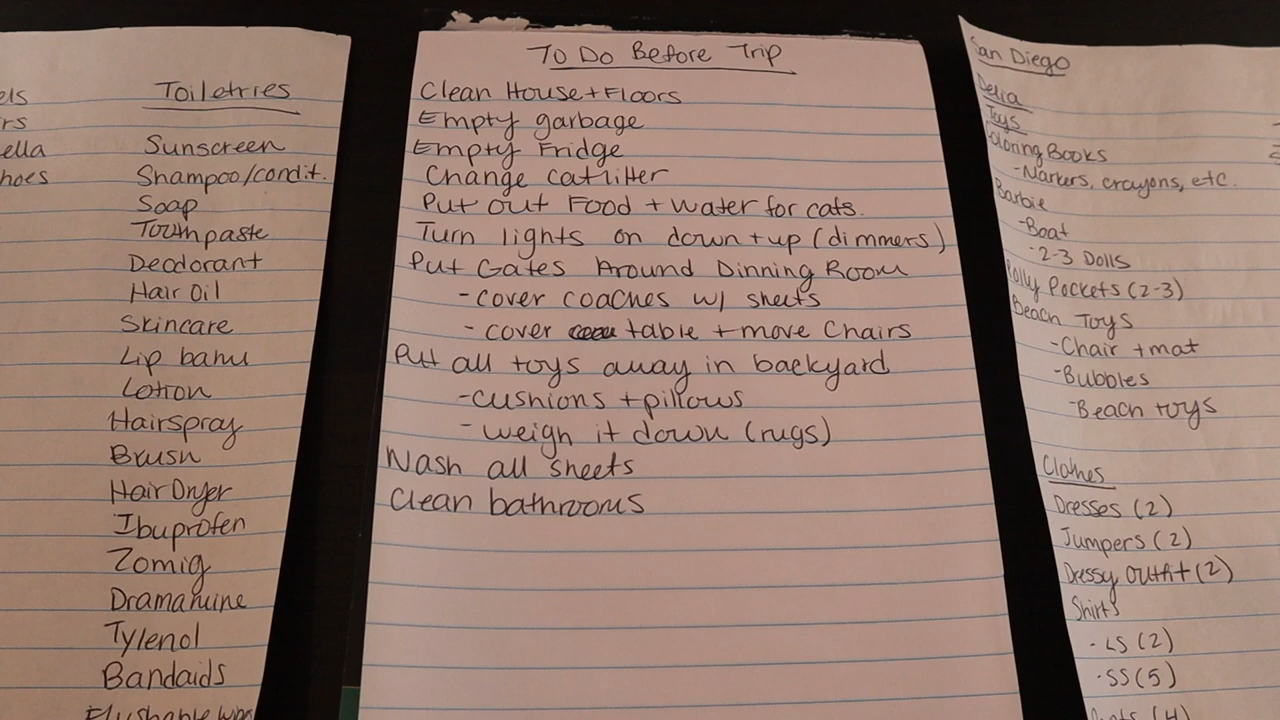 Toiletries
Sunscreen
Shampoo/condit.
Soap
Toothpaste
Deodorant
Hair Oil
Skincare
Lip balm
Lotion
Hairspray
Brush
Hair Dryer
Ibuprofen
Zomig
Dramamine
Tylenol
Bandaids
Flushable
To Do Before Trip
Clean House + Floors
Empty garbage
Empty Fridge
Change catlitter
Put out Food + water for cats.
Turn lights on down + up (dimmers)
Put Gates Around Dinning Room
- cover coaches w/ sheets
- cover table + move Chairs
Put all toys away in backyard
- cushions + pillows
- weigh it down (rugs)
Wash all sheets
Clean bathrooms
San Diego
Delia
Toys
Coloring Books
- Markers, crayons, etc.
Barbie
- Boat
- 2-3 Dolls
Polly Pockets (2-3)
Beach Toys
- Chair + mat
- Bubbles
- Beach toys
Clothes
Dresses (2)
Jumpers (2)
Dressy Outfit (2)
Shirts
- LS (2)
- SS (5)
Pants (4)